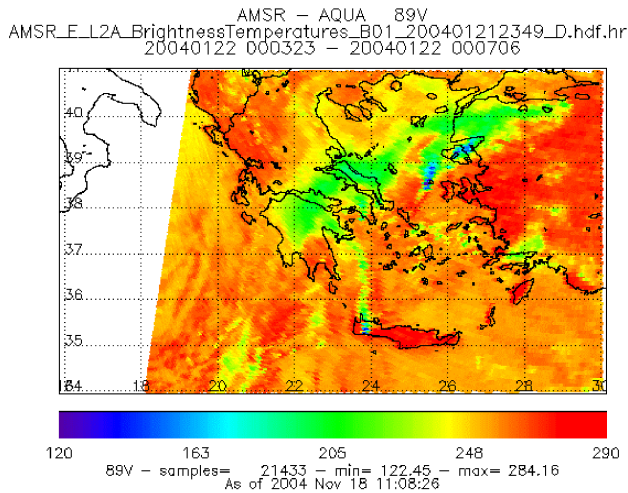 AMSR – AQUA 89V
AMSR_E_L2A_BrightnessTemperatures_B01_200401212349_D.hdf.hr
20040122 000323 – 20040122 000706
40
39
38
37
36
35
16 18 20 22 24 26 28 30
120 163 205 248 290
89V – samples= 21433 – min= 122.45 – max= 284.16
As of 2004 Nov 18 11:08:26